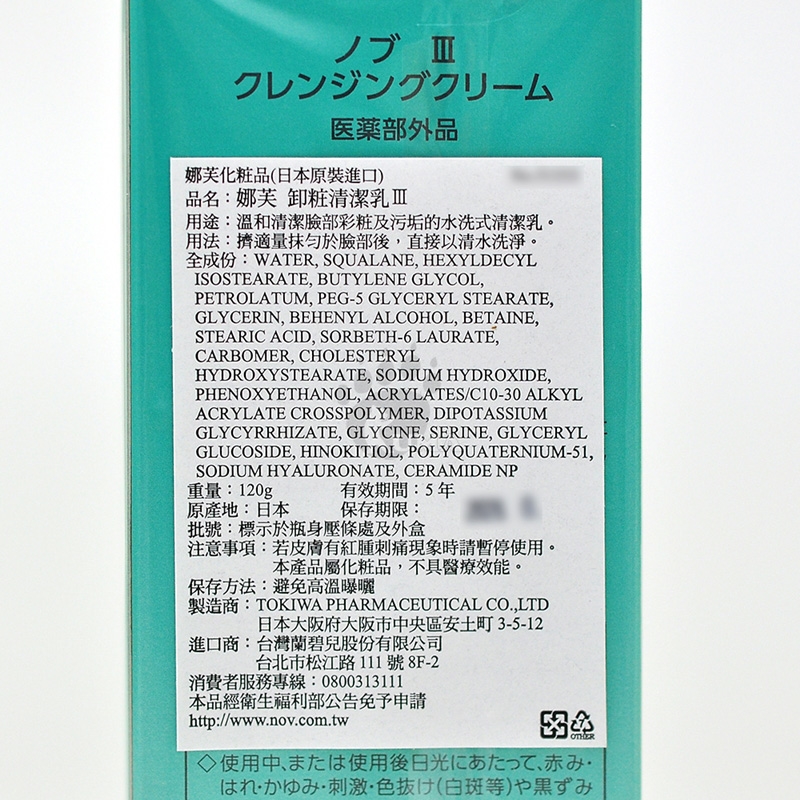 ノブ Ⅲ
クレンジングクリーム
医薬部外品
娜芙化粧品(日本原裝進口)
品名：娜芙 卸粧清潔乳Ⅲ
用途：溫和清潔臉部彩粧及污垢的水洗式清潔乳。
用法：擠適量抹勻於臉部後，直接以清水洗淨。
全成份：WATER, SQUALANE, HEXYLDECYL
ISOSTEARATE, BUTYLENE GLYCOL,
PETROLATUM, PEG-5 GLYCERYL STEARATE,
GLYCERIN, BEHENYL ALCOHOL, BETAINE,
STEARIC ACID, SORBETH-6 LAURATE,
CARBOMER, CHOLESTERYL
HYDROXYSTEARATE, SODIUM HYDROXIDE,
PHENOXYETHANOL, ACRYLATES/C10-30 ALKYL
ACRYLATE CROSSPOLYMER, DIPOTASSIUM
GLYCYRRHIZATE, GLYCINE, SERINE, GLYCERYL
GLUCOSIDE, HINOKITIOL, POLYQUATERNIUM-51,
SODIUM HYALURONATE, CERAMIDE NP
重量：120g 有效期間：5 年
原產地：日本 保存期限：
批號：標示於瓶身壓條處及外盒
注意事項：若皮膚有紅腫刺痛現象時請暫停使用。
本產品屬化粧品，不具醫療效能。
保存方法：避免高溫曝曬
製造商：TOKIWA PHARMACEUTICAL CO.,LTD
日本大阪府大阪市中央區安土町 3-5-12
進口商：台灣蘭碧兒股份有限公司
台北市松江路 111 號 8F-2
消費者服務專線：0800313111
本品經衛生福利部公告免予申請
http://www.nov.com.tw
OTHER
◇使用中、または使用後日光にあたって、赤み・
はれ・かゆみ・刺激・色抜け(白斑等)や黒ずみ